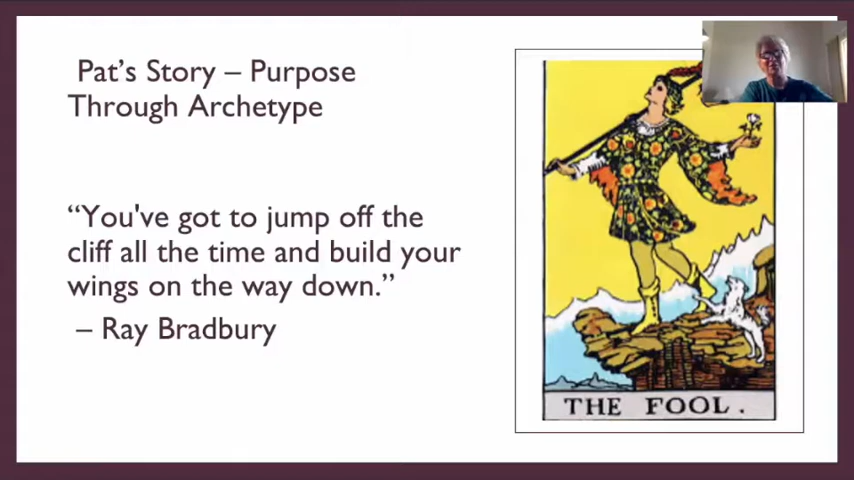 Pat’s Story – Purpose
Through Archetype
“You've got to jump off the
cliff all the time and build your
wings on the way down.”
– Ray Bradbury
THE FOOL.